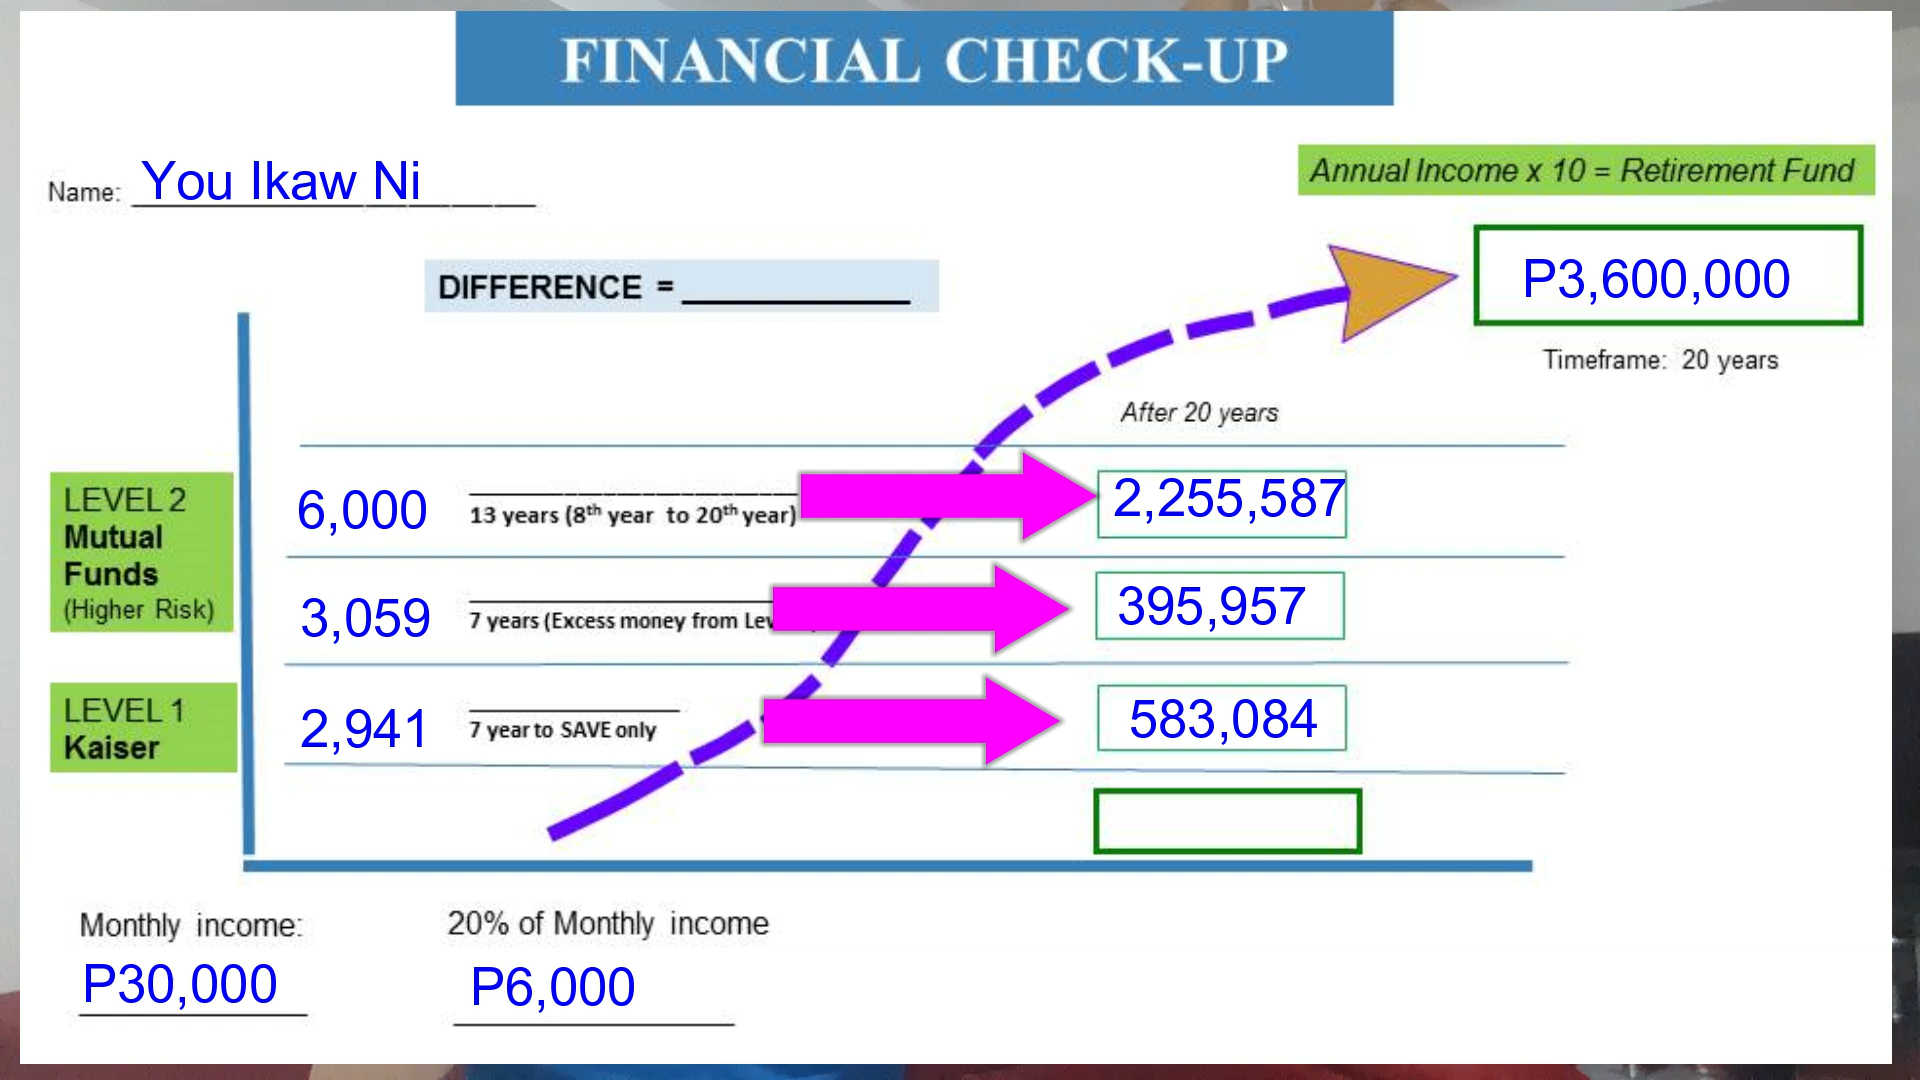 FINANCIAL CHECK-UP
Name: You Ikaw Ni
Annual Income x 10 = Retirement Fund
DIFFERENCE =
P3,600,000
Timeframe: 20 years
After 20 years
LEVEL 2
Mutual
Funds
(Higher Risk)
6,000
13 years (8th year to 20th year)
2,255,587
3,059
7 years (Excess money from
395,957
LEVEL 1
Kaiser
2,941
7 year to SAVE only
583,084
Monthly income:
P30,000
20% of Monthly income
P6,000